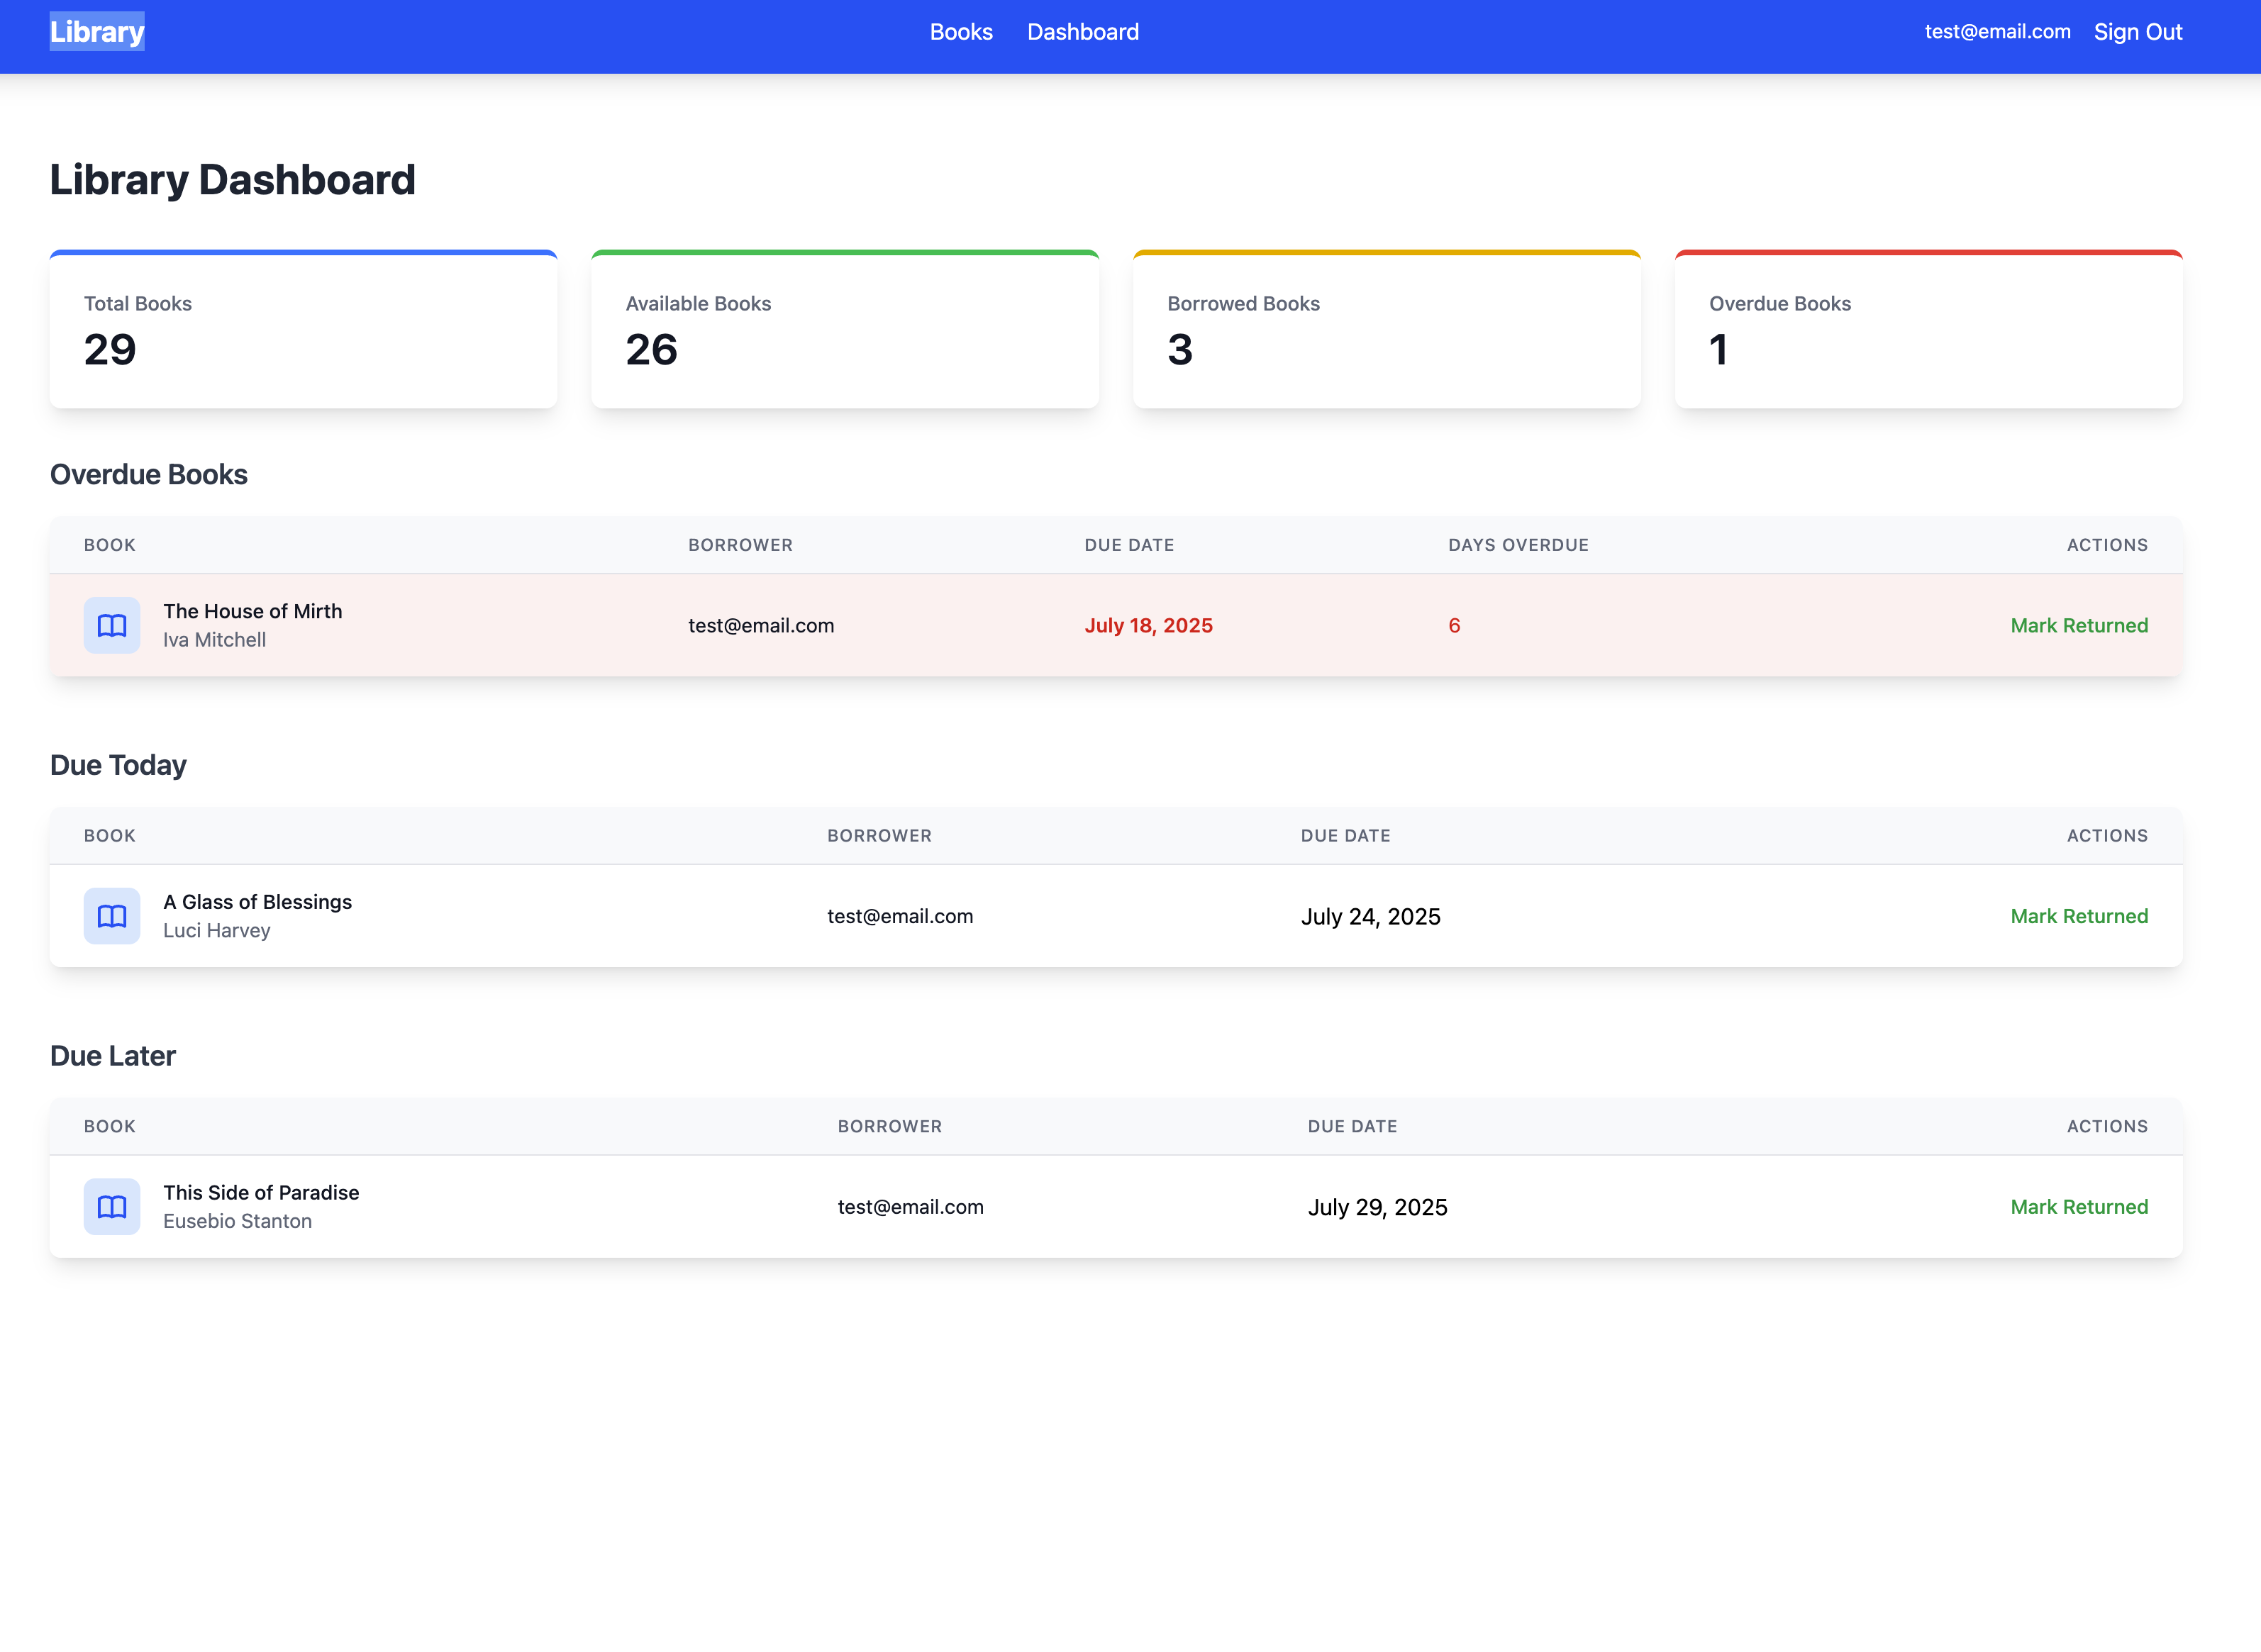 Library Books Dashboard test@email.com Sign Out
Library Dashboard
Total Books Available Books Borrowed Books Overdue Books
29 26 3 1
Overdue Books
BOOK BORROWER DUE DATE DAYS OVERDUE ACTIONS
The House of Mirth
Iva Mitchell
test@email.com July 18, 2025 6 Mark Returned
Due Today
BOOK BORROWER DUE DATE ACTIONS
A Glass of Blessings
Luci Harvey
test@email.com July 24, 2025 Mark Returned
Due Later
BOOK BORROWER DUE DATE ACTIONS
This Side of Paradise
Eusebio Stanton
test@email.com July 29, 2025 Mark Returned